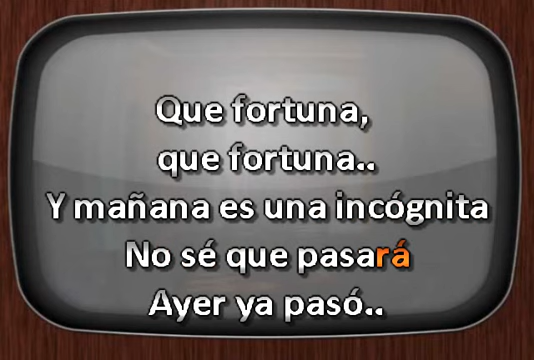 Que fortuna,
que fortuna..
Y mañana es una incógnita
No sé que pasará
Ayer ya pasó..